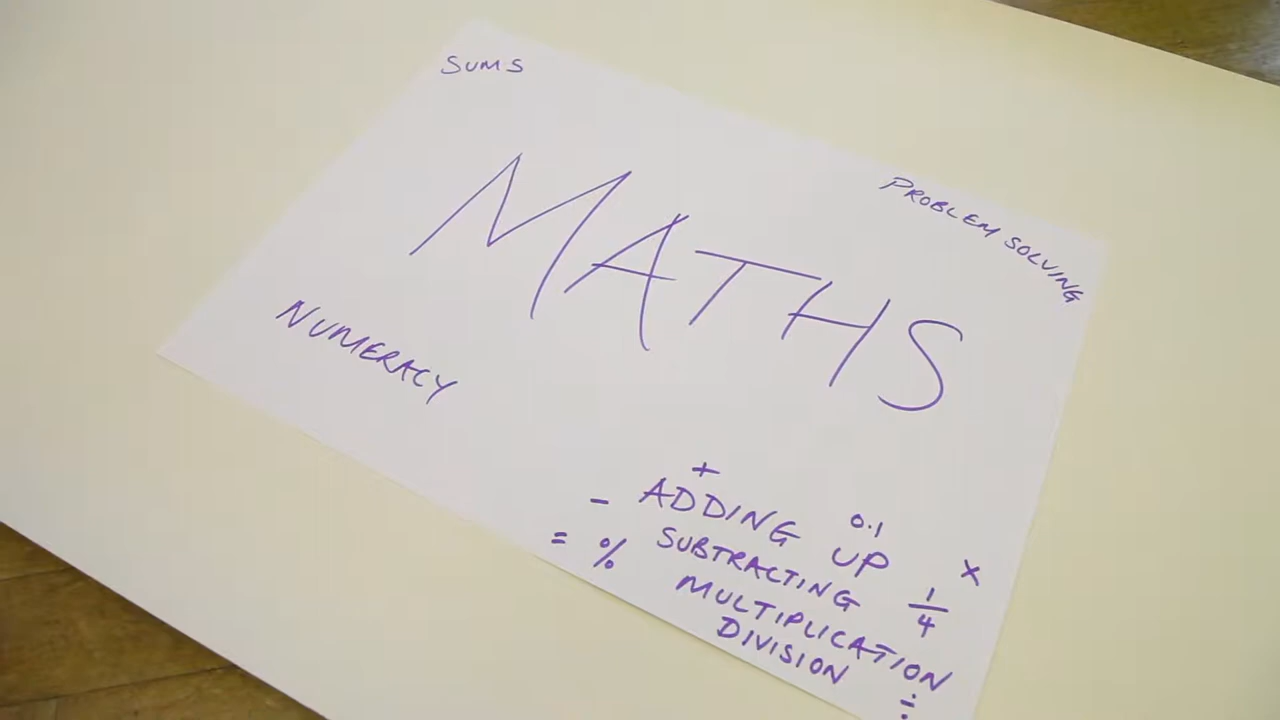 SUMS
PROBLEM SOLVING
MATHS
NUMERACY
+
- ADDING UP 0.1
= % SUBTRACTING ×
MULTIPLICATION 1/4
DIVISION ÷